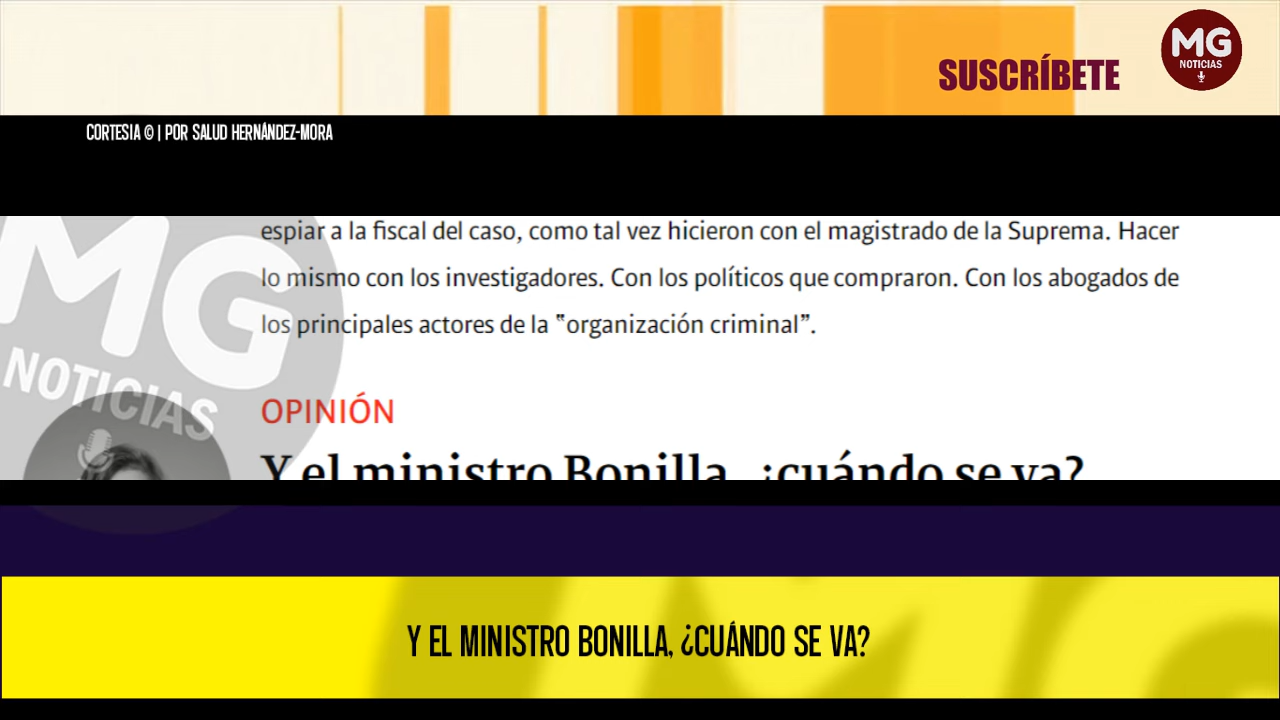 SUSCRÍBETE
MG
NOTICIAS
CORTESIA © | POR SALUD HERNÁNDEZ-MORA
espiar a la fiscal del caso, como tal vez hicieron con el magistrado de la Suprema. Hacer
lo mismo con los investigadores. Con los políticos que compraron. Con los abogados de
los principales actores de la “organización criminal”.
MG
NOTICIAS
OPINIÓN
Y el ministro Bonilla, ¿cuándo se va?
Y EL MINISTRO BONILLA, ¿CUÁNDO SE VA?